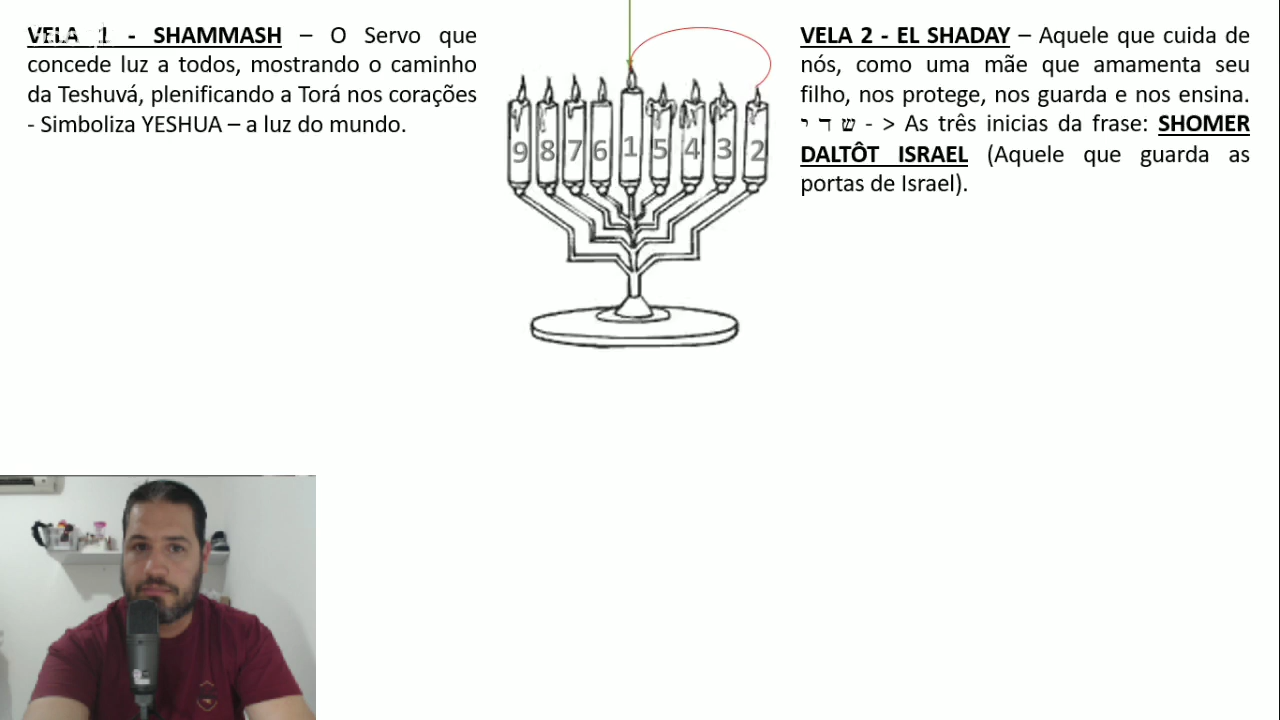 VELA 1 - SHAMMASH – O Servo que
concede luz a todos, mostrando o caminho
da Teshuvá, plenificando a Torá nos corações
- Simboliza YESHUA – a luz do mundo.
9 8 7 6 1 5 4 3 2
VELA 2 - EL SHADAY – Aquele que cuida de
nós, como uma mãe que amamenta seu
filho, nos protege, nos guarda e nos ensina.
ש ד י - > As três inicias da frase: SHOMER
DALTÔT ISRAEL (Aquele que guarda as
portas de Israel).